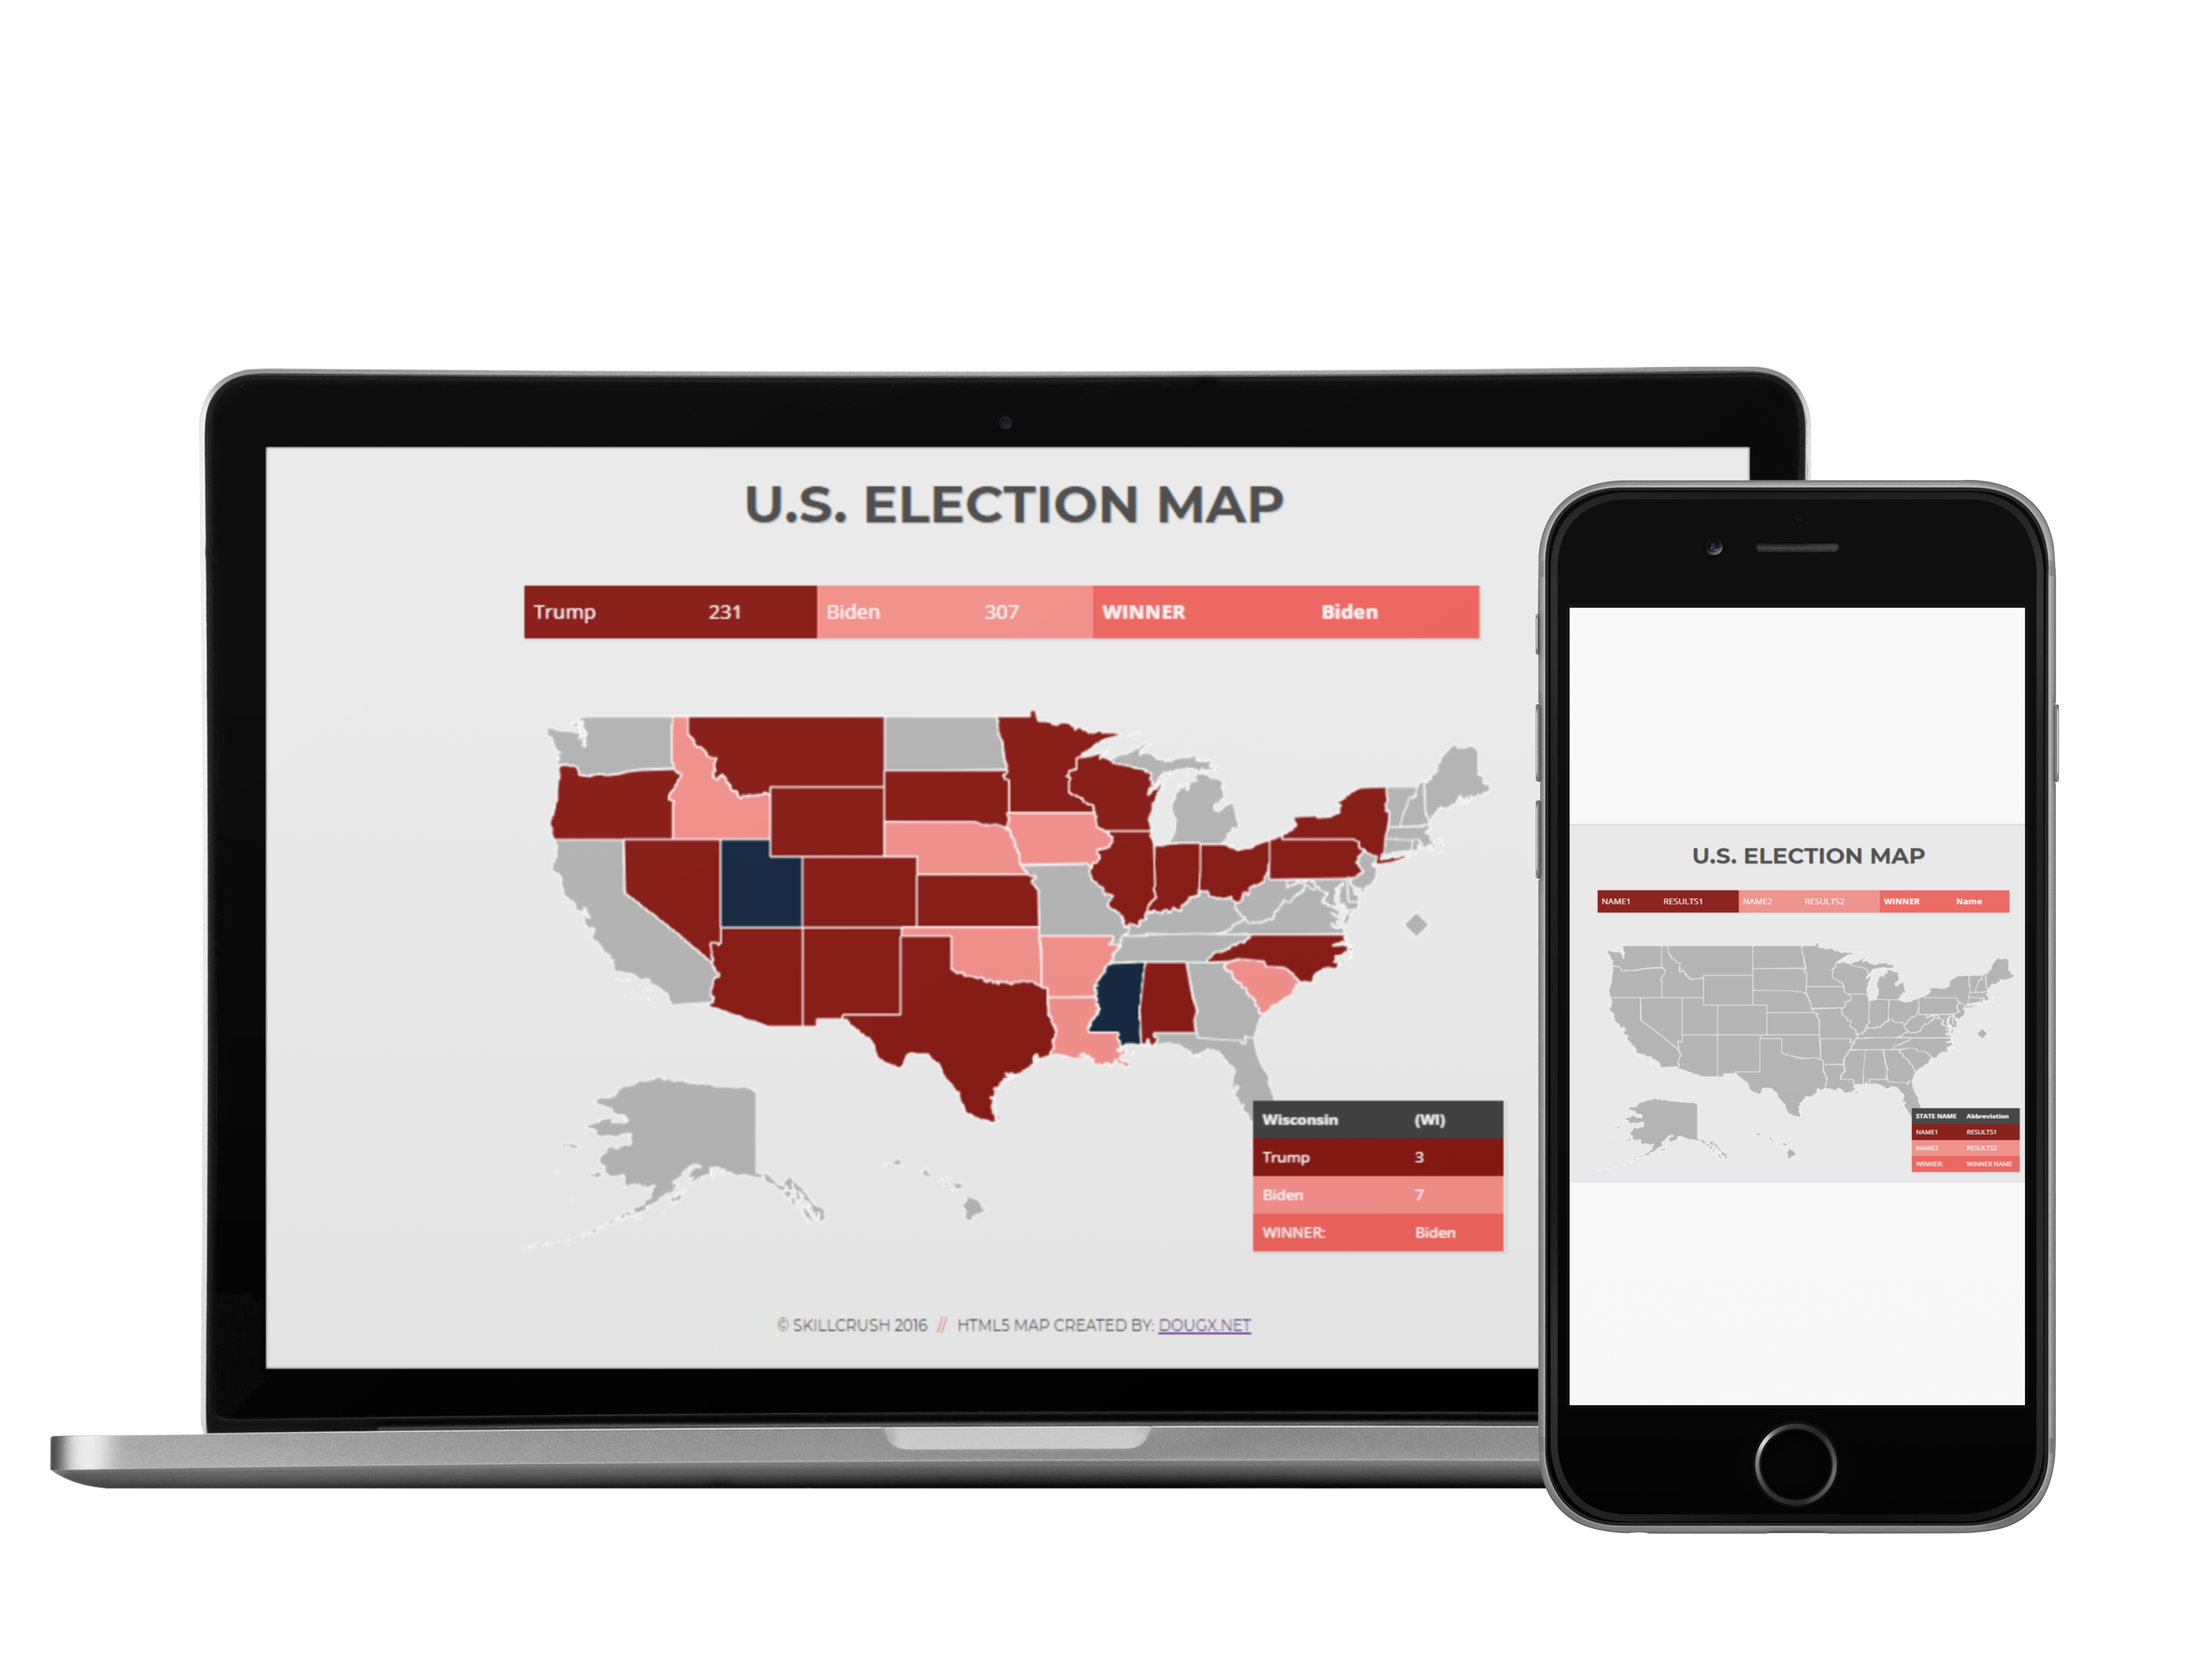 U.S. ELECTION MAP
Trump 231 Biden 307 WINNER Biden
Wisconsin (WI)
Trump 3
Biden 7
WINNER: Biden
© SKILLCRUSH 2016 // HTML5 MAP CREATED BY: DOUGX.NET
U.S. ELECTION MAP
NAME1 RESULTS1 NAME2 RESULTS2 WINNER Name
STATE NAME Abbreviation
NAME1 RESULTS1
NAME2 RESULTS2
WINNER: WINNER NAME